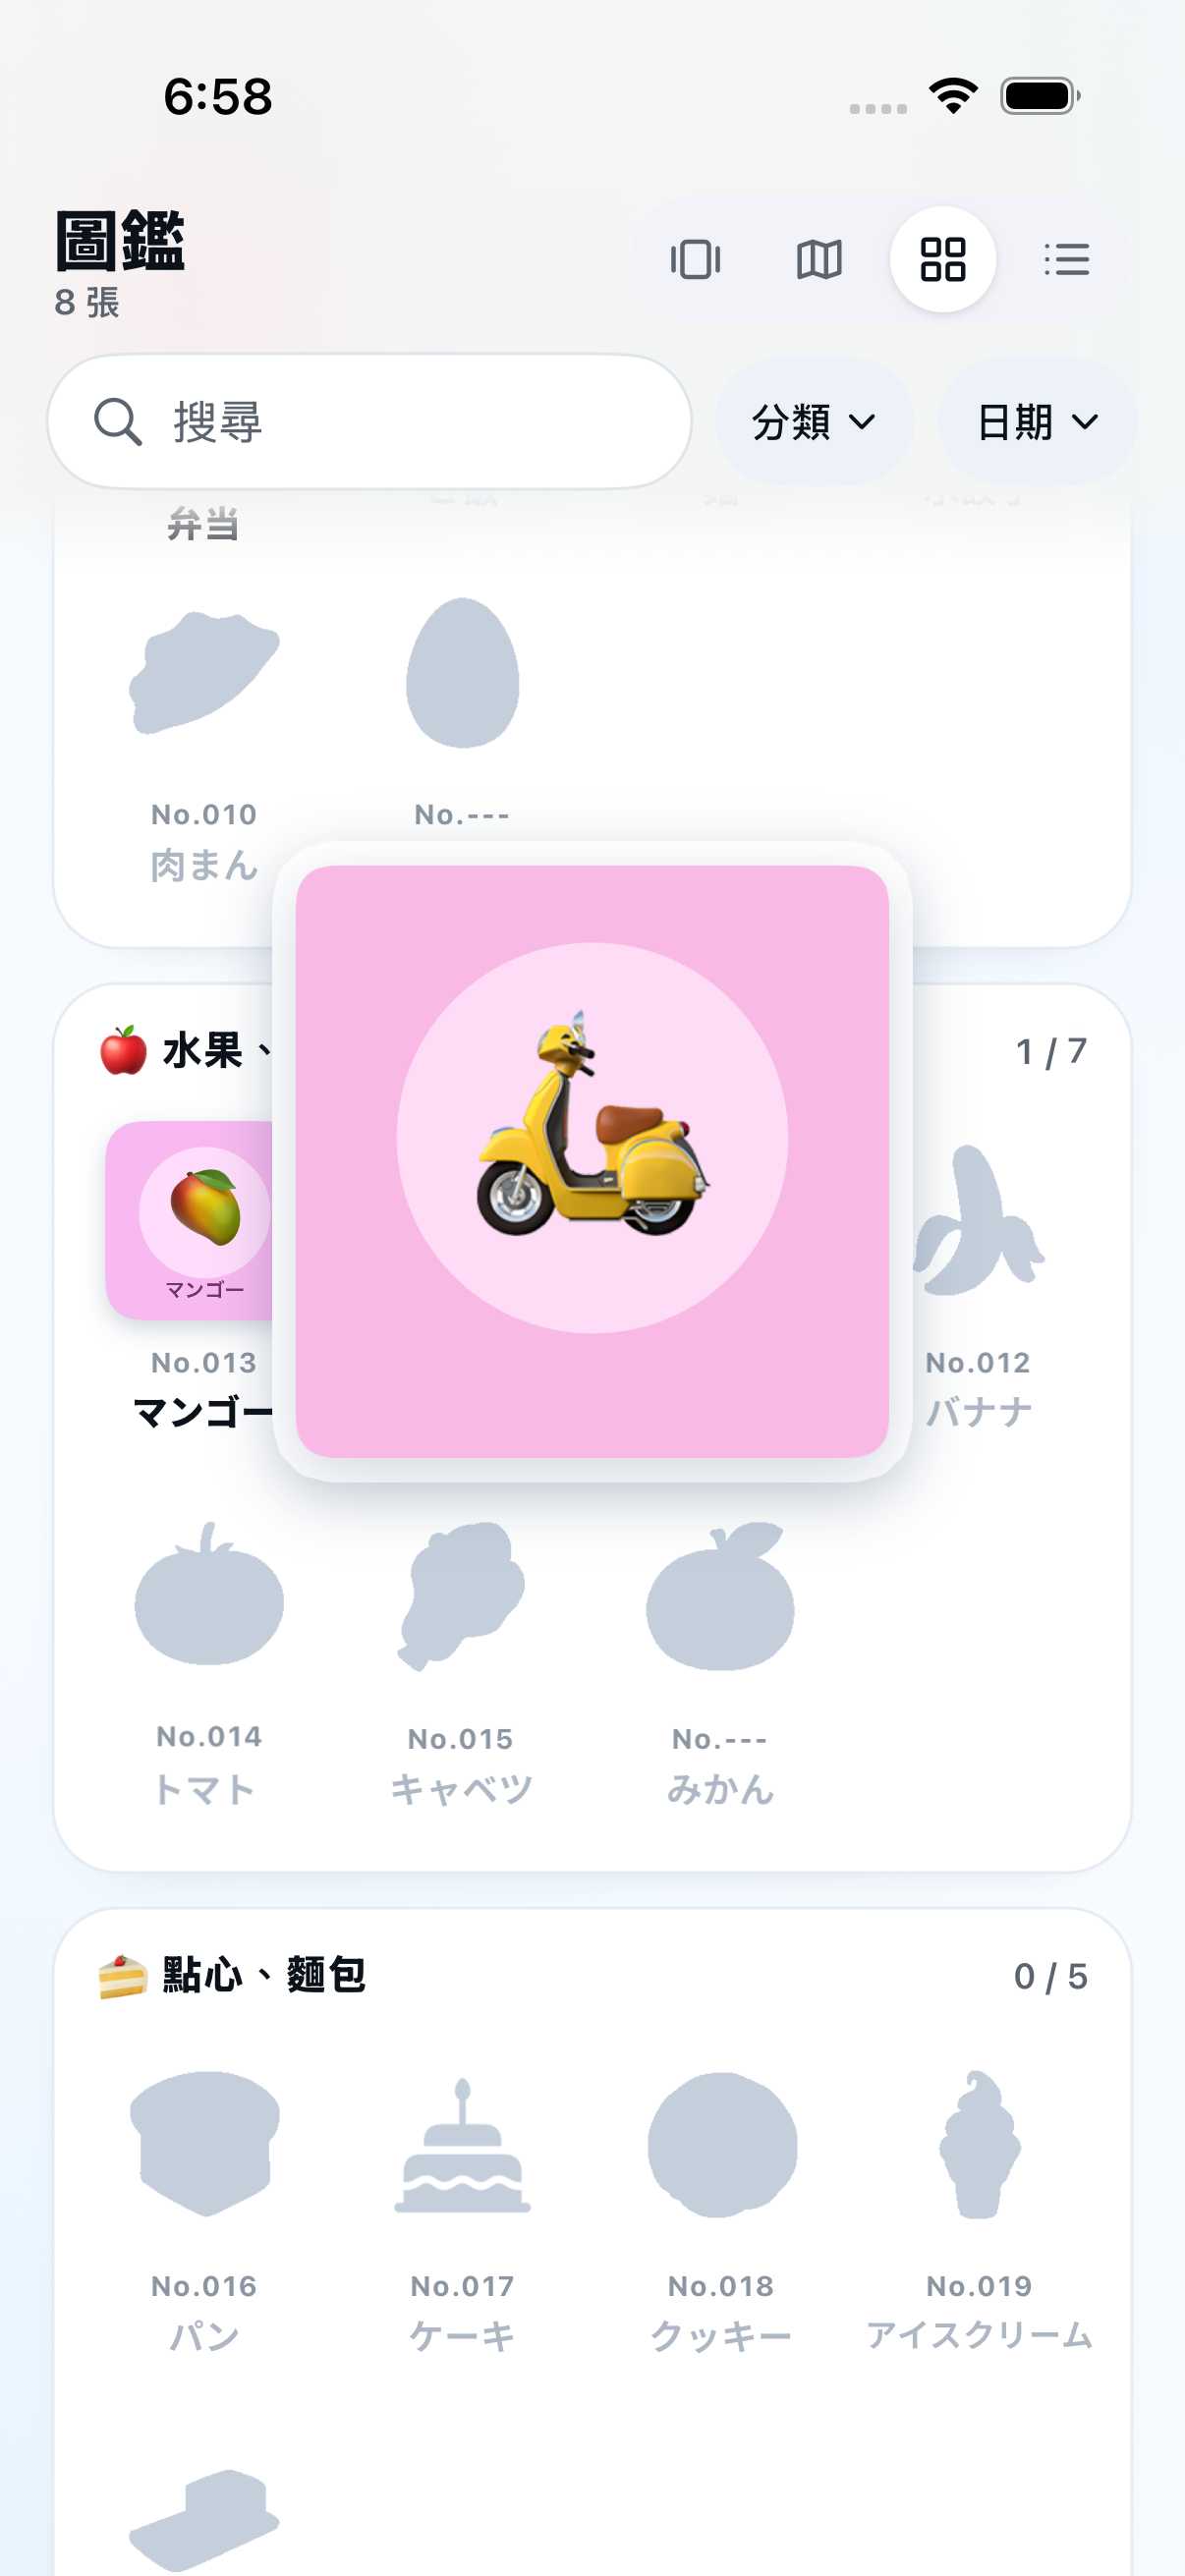 6:58
圖鑑
8 張
搜尋
分類
日期
弁当
No.010
No.---
肉まん
水果、
1 / 7
マンゴー
No.013
No.012
マンゴー
バナナ
No.014
No.015
No.---
トマト
キャベツ
みかん
點心、麵包
0 / 5
No.016
No.017
No.018
No.019
パン
ケーキ
クッキー
アイスクリーム